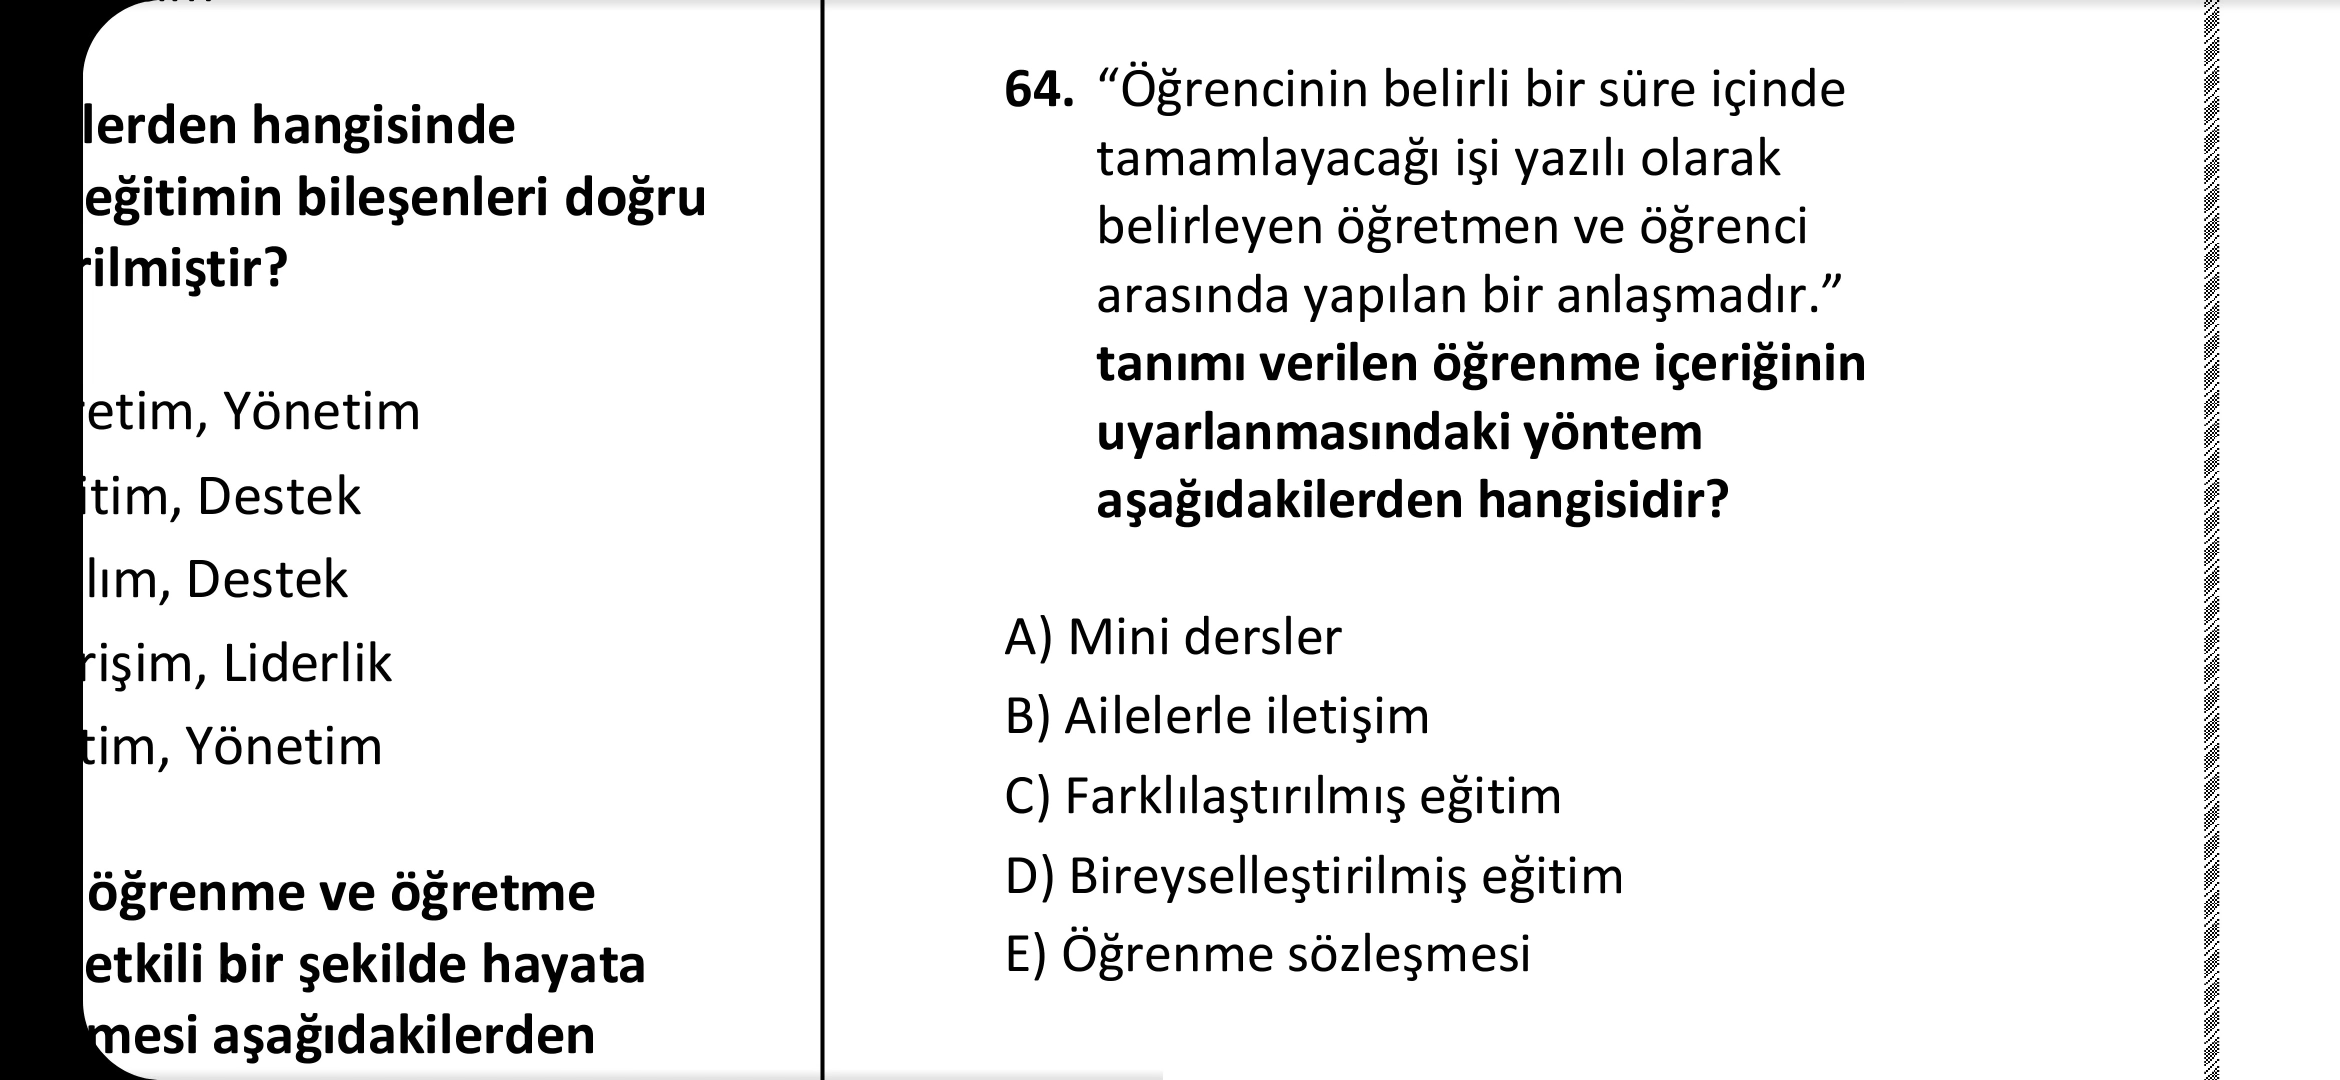 lerden hangisinde
eğitimin bileşenleri doğru
rilmiştir?
etim, Yönetim
itim, Destek
lım, Destek
rişim, Liderlik
tim, Yönetim
öğrenme ve öğretme
etkili bir şekilde hayata
mesi aşağıdakilerden
64. “Öğrencinin belirli bir süre içinde
tamamlayacağı işi yazılı olarak
belirleyen öğretmen ve öğrenci
arasında yapılan bir anlaşmadır.”
tanımı verilen öğrenme içeriğinin
uyarlanmasındaki yöntem
aşağıdakilerden hangisidir?
A) Mini dersler
B) Ailelerle iletişim
C) Farklılaştırılmış eğitim
D) Bireyselleştirilmiş eğitim
E) Öğrenme sözleşmesi